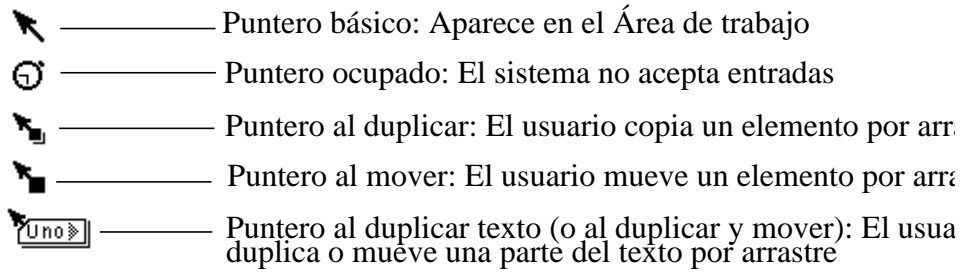 Puntero básico: Aparece en el Área de trabajo
Puntero ocupado: El sistema no acepta entradas
Puntero al duplicar: El usuario copia un elemento por
Puntero al mover: El usuario mueve un elemento por
Uno Puntero al duplicar texto (o al duplicar y mover): El
duplica o mueve una parte del texto por arrastre